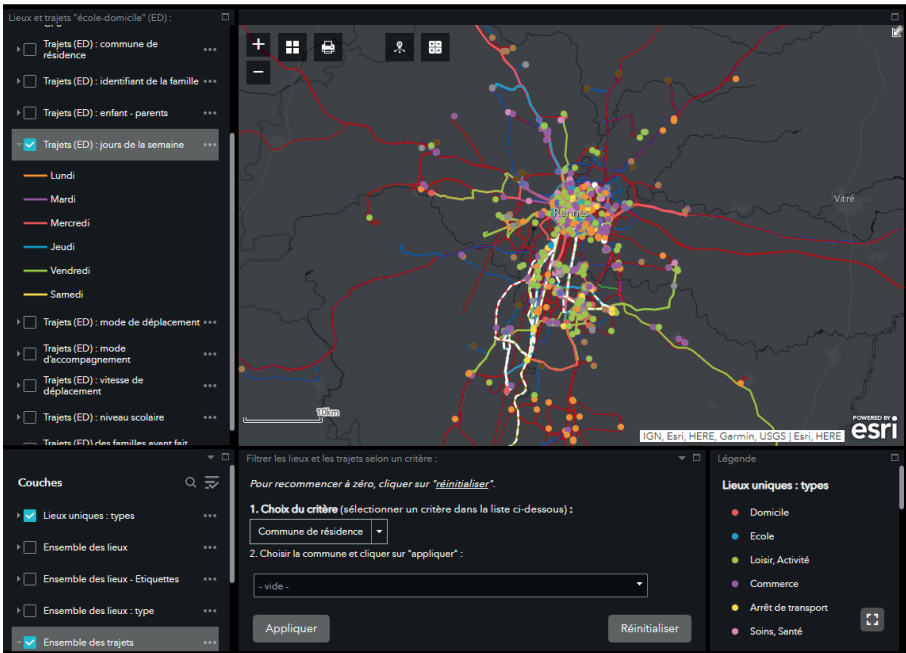 Lieux et trajets "école-domicile" (ED) :
Trajets (ED) : commune de
résidence
Trajets (ED) : identifiant de la famille
Trajets (ED) : enfant - parents
Trajets (ED) : jours de la semaine
Lundi
Mardi
Mercredi
Jeudi
Vendredi
Samedi
Trajets (ED) : mode de déplacement
Trajets (ED) : mode
d'accompagnement
Trajets (ED) : vitesse de
déplacement
Trajets (ED) : niveau scolaire
Trajets (ED) des familles ayant fait
Rennes
Vitré
10km
IGN, Esri, HERE, Garmin, USGS | Esri, HERE
POWERED BY
esri
Couches
Lieux uniques : types
Ensemble des lieux
Ensemble des lieux - Etiquettes
Ensemble des lieux : type
Ensemble des trajets
Filtrer les lieux et les trajets selon un critère :
Pour recommencer à zéro, cliquer sur "réinitialiser".
1. Choix du critère (sélectionner un critère dans la liste ci-dessous) :
Commune de résidence
2. Choisir la commune et cliquer sur "appliquer" :
- vide -
Appliquer
Réinitialiser
Légende
Lieux uniques : types
Domicile
Ecole
Loisir, Activité
Commerce
Arrêt de transport
Soins, Santé